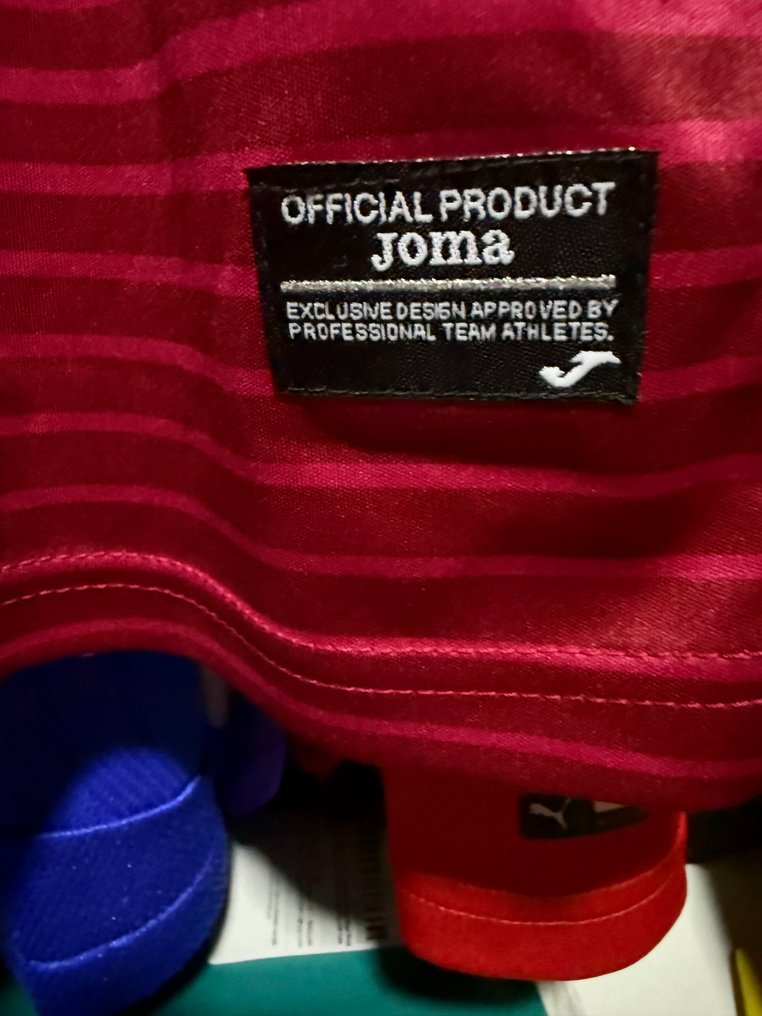 OFFICIAL PRODUCT
Joma
EXCLUSIVE DESIGN APPROVED BY
PROFESSIONAL TEAM ATHLETES.